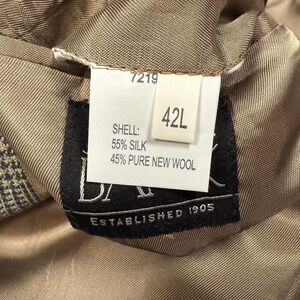 7219
42L
SHELL:
55% SILK
45% PURE NEW WOOL
ESTABLISHED 1905